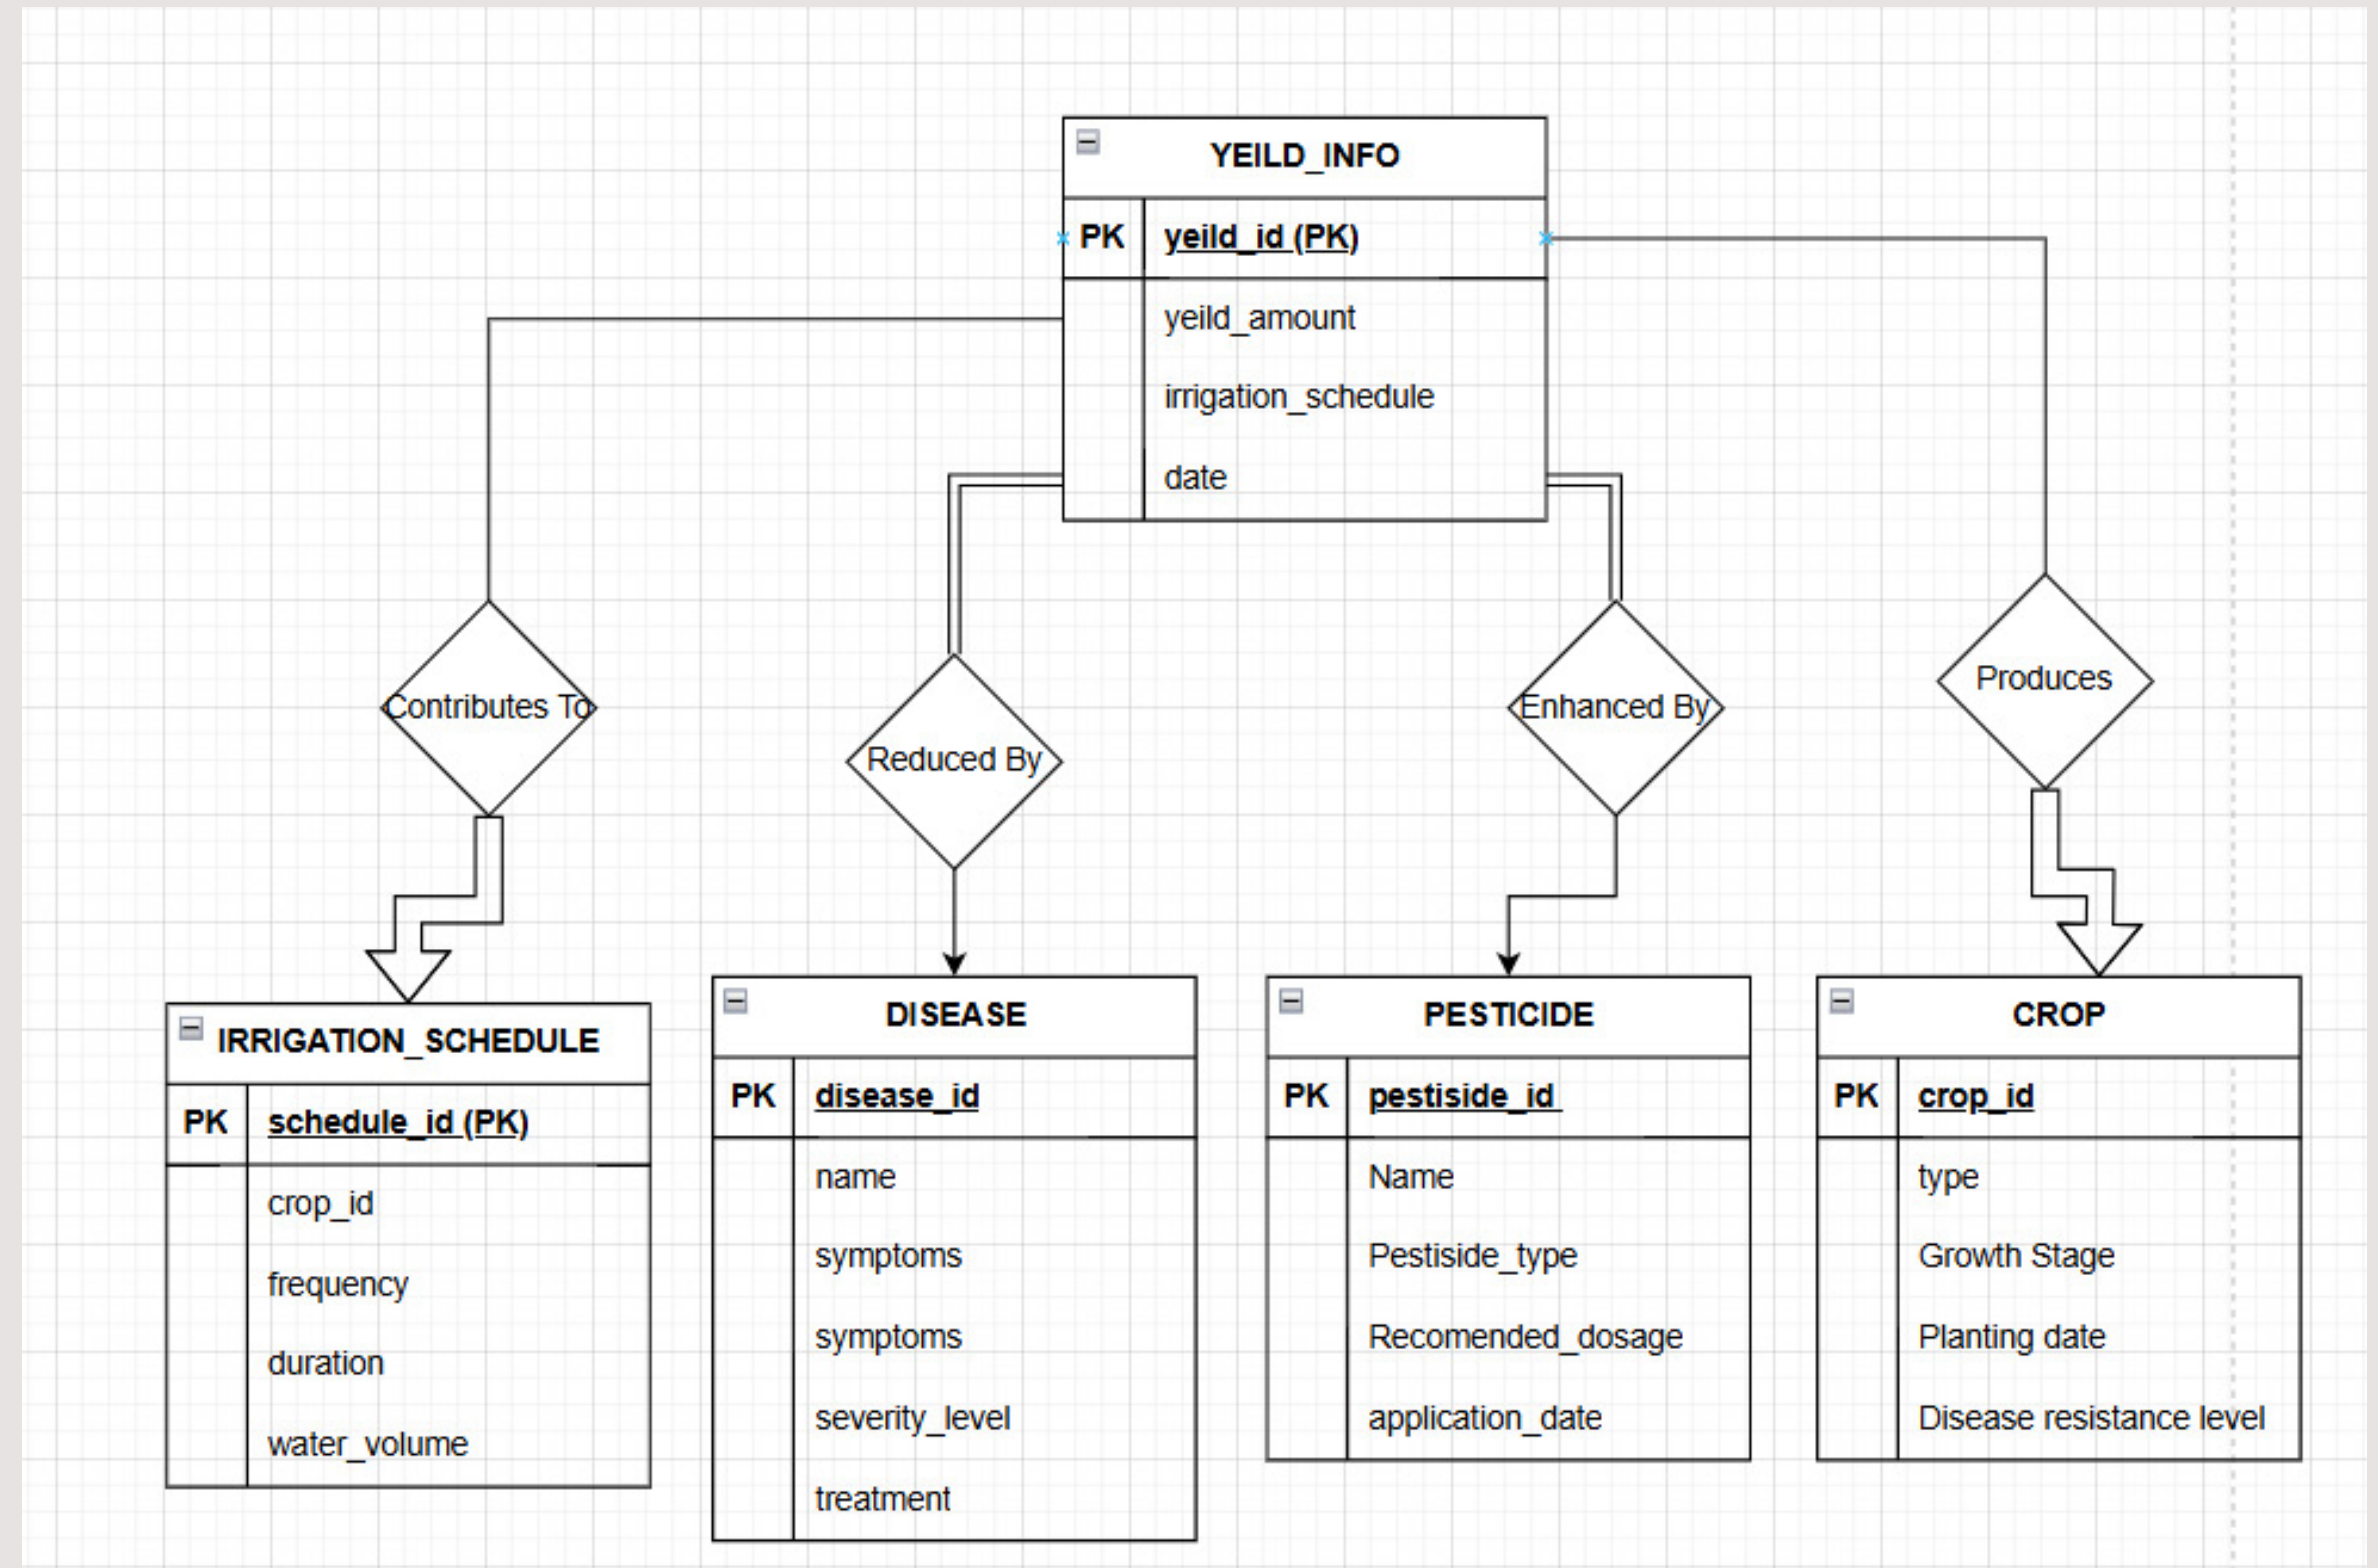 YEILD_INFO
PK yeild_id (PK)
yeild_amount
irrigation_schedule
date
Contributes To
Reduced By
Enhanced By
Produces
IRRIGATION_SCHEDULE
PK schedule_id (PK)
crop_id
frequency
duration
water_volume
DISEASE
PK disease_id
name
symptoms
symptoms
severity_level
treatment
PESTICIDE
PK pestiside_id
Name
Pestiside_type
Recomended_dosage
application_date
CROP
PK crop_id
type
Growth Stage
Planting date
Disease resistance level